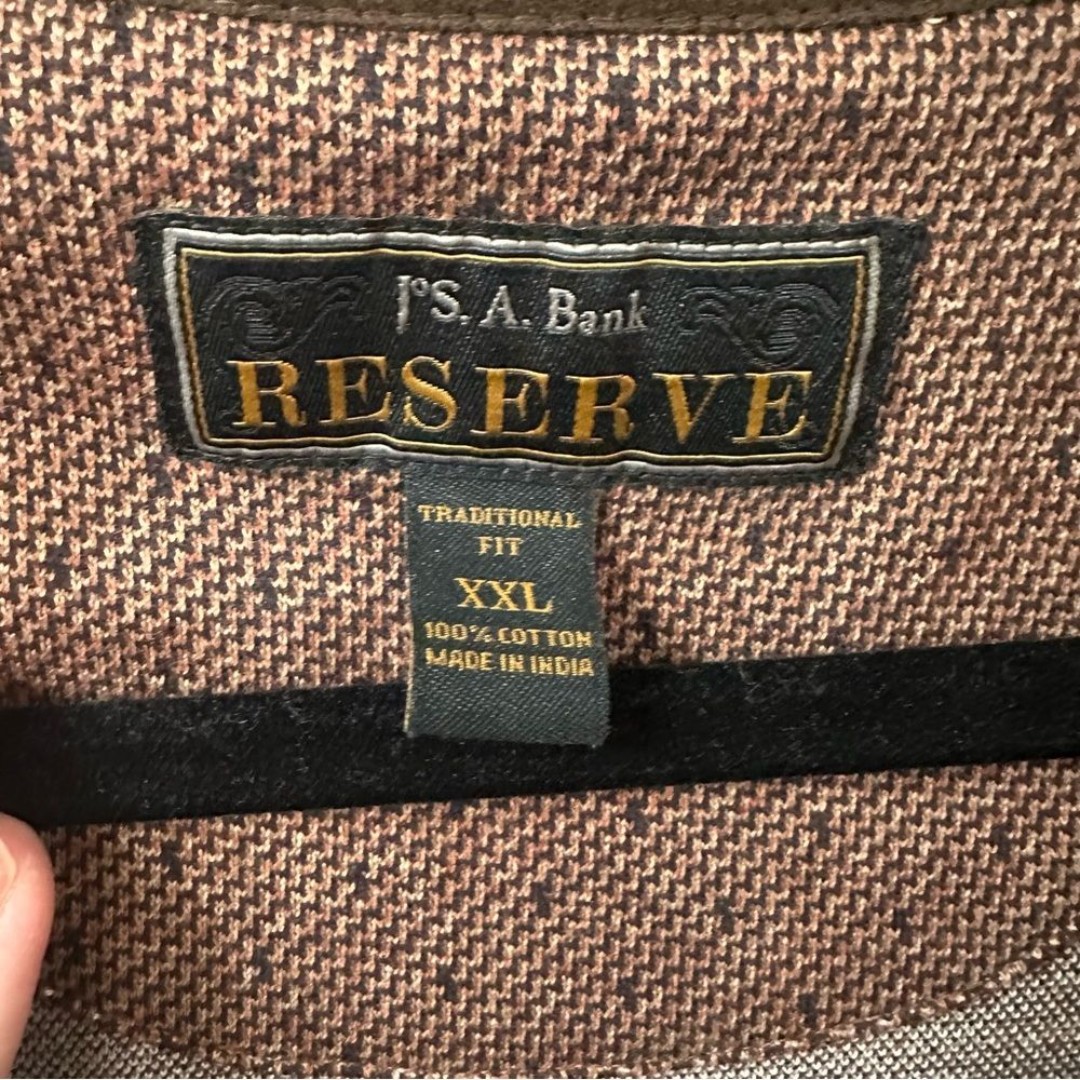 JoS. A. Bank
RESERVE
TRADITIONAL
FIT
XXL
100% COTTON
MADE IN INDIA